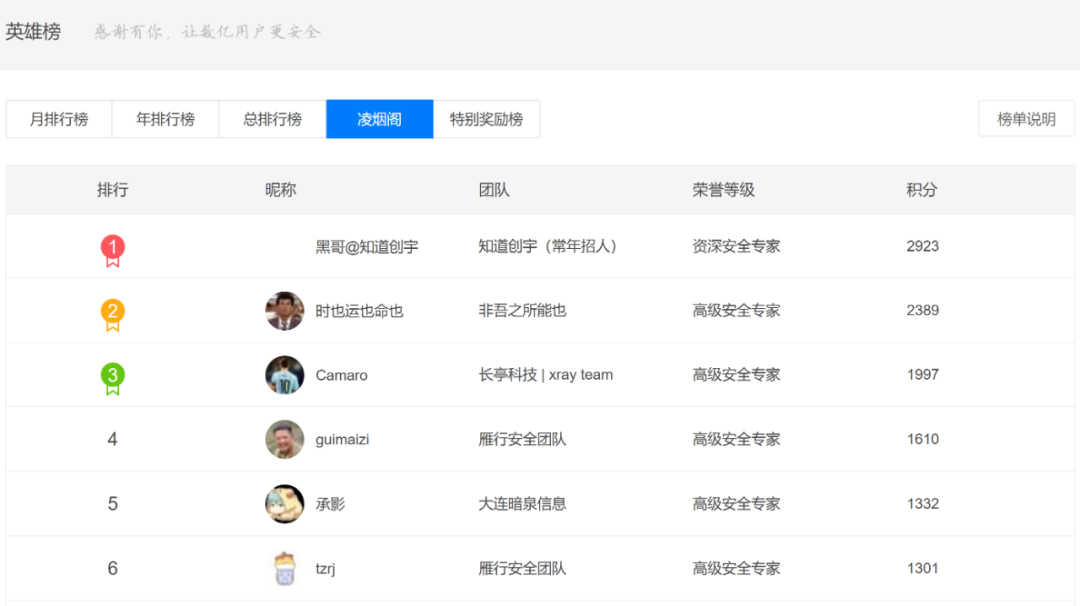 英雄榜 感谢有你，让数亿用户更安全
月排行榜 年排行榜 总排行榜 凌烟阁 特别奖励榜 榜单说明
排行 昵称 团队 荣誉等级 积分
1 黑哥@知道创宇 知道创宇（常年招人） 资深安全专家 2923
2 时也运也命也 非吾之所能也 高级安全专家 2389
3 Camaro 长亭科技 | xray team 高级安全专家 1997
4 guimaizi 雁行安全团队 高级安全专家 1610
5 承影 大连暗泉信息 高级安全专家 1332
6 tzrj 雁行安全团队 高级安全专家 1301